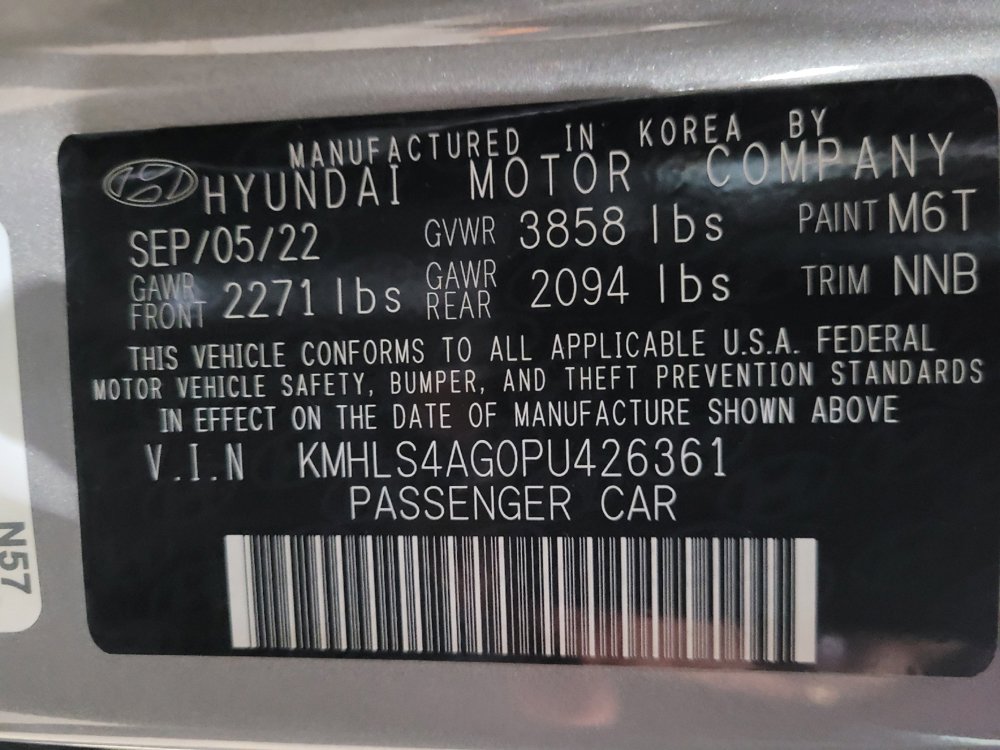 MANUFACTURED IN KOREA BY
HYUNDAI MOTOR COMPANY
SEP/05/22 GVWR 3858 lbs PAINT M6T
GAWR FRONT 2271 lbs GAWR REAR 2094 lbs TRIM NNB
THIS VEHICLE CONFORMS TO ALL APPLICABLE U.S.A. FEDERAL
MOTOR VEHICLE SAFETY, BUMPER, AND THEFT PREVENTION STANDARDS
IN EFFECT ON THE DATE OF MANUFACTURE SHOWN ABOVE
V.I.N KMHLS4AG0PU426361
PASSENGER CAR
N57